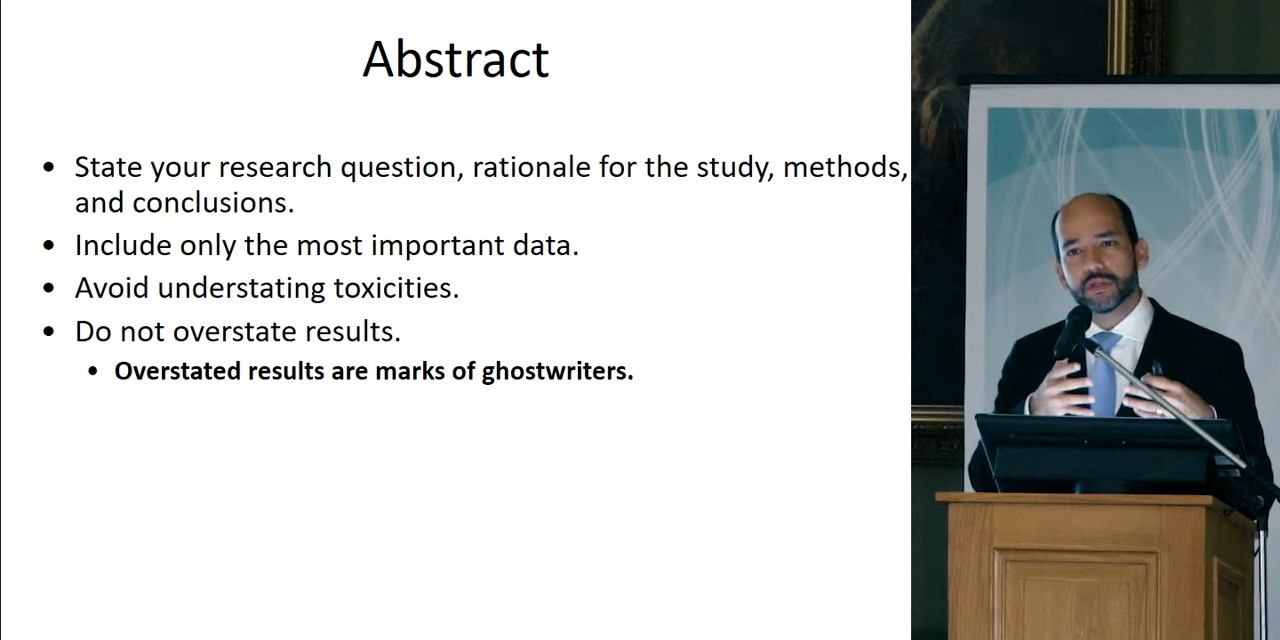 Abstract
• State your research question, rationale for the study, methods,
and conclusions.
• Include only the most important data.
• Avoid understating toxicities.
• Do not overstate results.
• Overstated results are marks of ghostwriters.